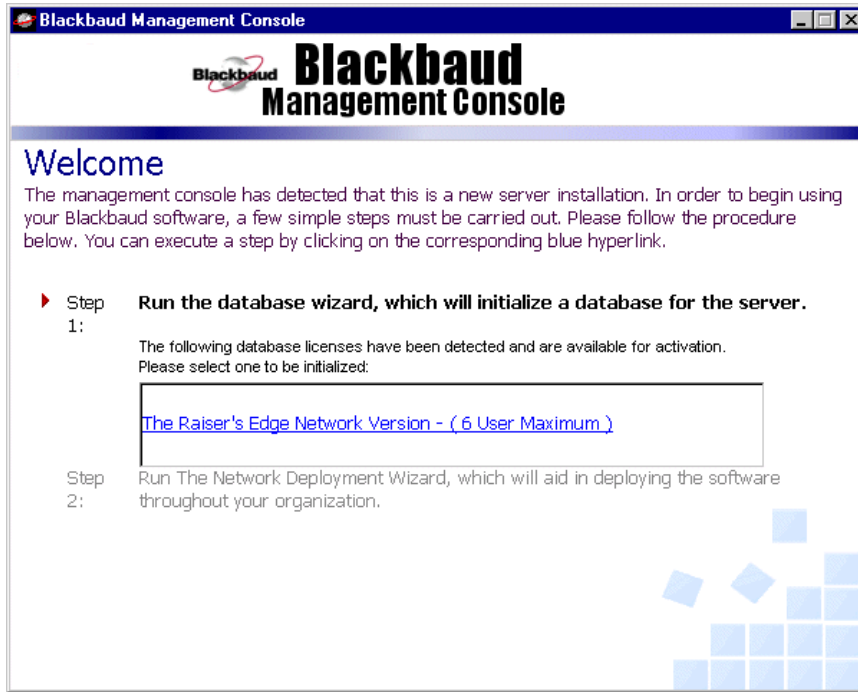 Blackbaud Management Console
Blackbaud
Blackbaud
Management Console
Welcome
The management console has detected that this is a new server installation. In order to begin using
your Blackbaud software, a few simple steps must be carried out. Please follow the procedure
below. You can execute a step by clicking on the corresponding blue hyperlink.
Step 1: Run the database wizard, which will initialize a database for the server.
The following database licenses have been detected and are available for activation.
Please select one to be initialized:
The Raiser's Edge Network Version - ( 6 User Maximum )
Step 2: Run The Network Deployment Wizard, which will aid in deploying the software
throughout your organization.